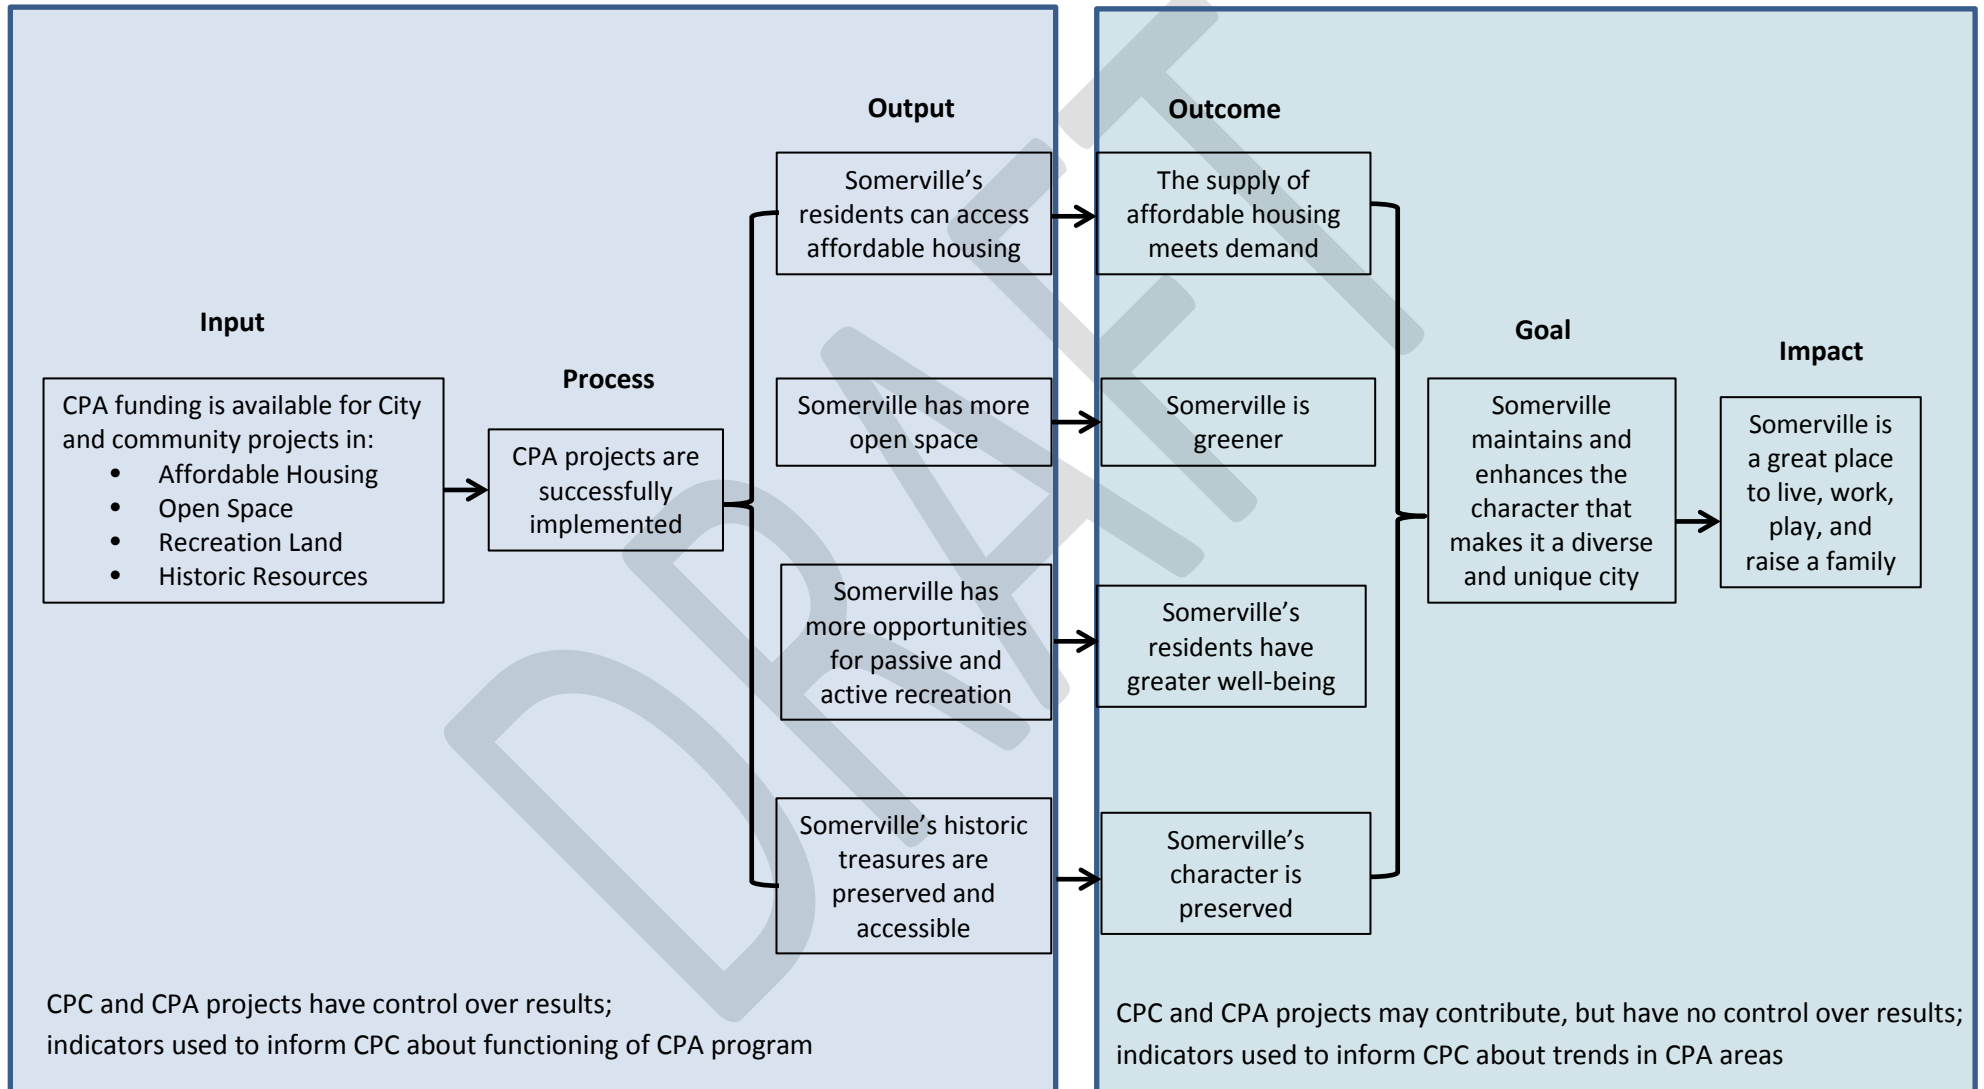 Input
CPA funding is available for City
and community projects in:
• Affordable Housing
• Open Space
• Recreation Land
• Historic Resources
Process
CPA projects are
successfully
implemented
Output
Somerville’s
residents can access
affordable housing
Somerville has more
open space
Somerville has
more opportunities
for passive and
active recreation
Somerville’s historic
treasures are
preserved and
accessible
CPC and CPA projects have control over results;
indicators used to inform CPC about functioning of CPA program
Outcome
The supply of
affordable housing
meets demand
Somerville is
greener
Somerville’s
residents have
greater well-being
Somerville’s
character is
preserved
Goal
Somerville
maintains and
enhances the
character that
makes it a diverse
and unique city
Impact
Somerville is
a great place
to live, work,
play, and
raise a family
CPC and CPA projects may contribute, but have no control over results;
indicators used to inform CPC about trends in CPA areas
DRAFT